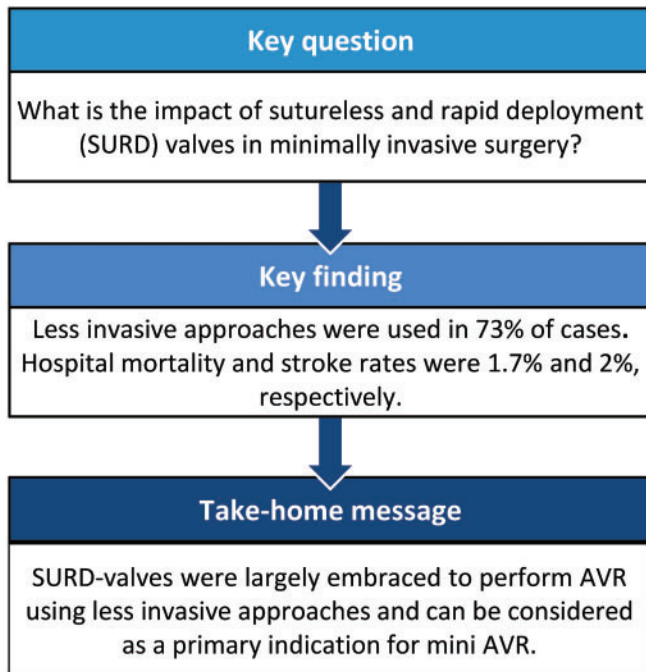 Key question
What is the impact of sutureless and rapid deployment
(SURD) valves in minimally invasive surgery?
Key finding
Less invasive approaches were used in 73% of cases.
Hospital mortality and stroke rates were 1.7% and 2%,
respectively.
Take-home message
SURD-valves were largely embraced to perform AVR
using less invasive approaches and can be considered
as a primary indication for mini AVR.